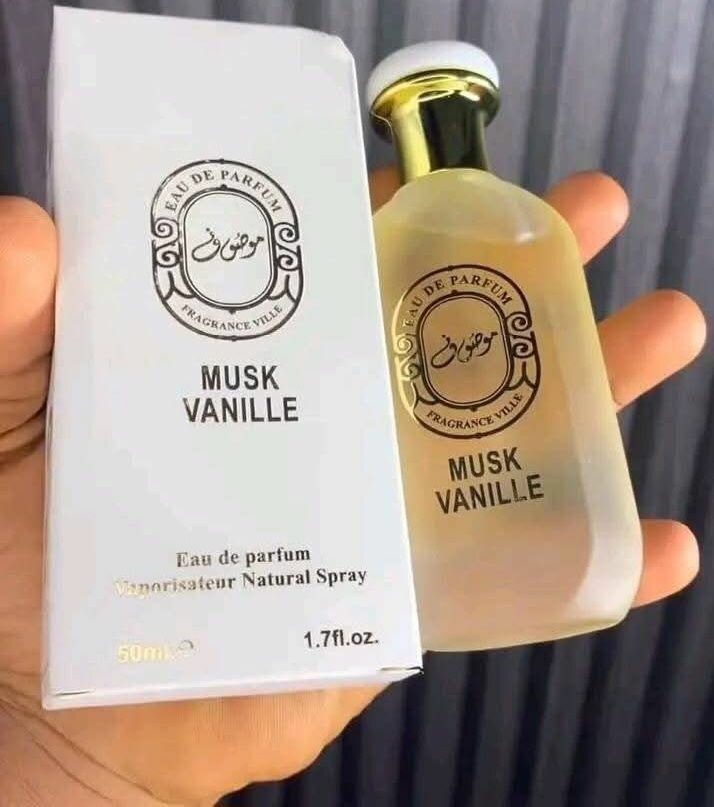 EAU DE PARFUM
موصوف
FRAGRANCE VILLE
MUSK
VANILLE
Eau de parfum
Vaporisateur Natural Spray
50mL e
1.7fl.oz.
EAU DE PARFUM
موصوف
FRAGRANCE VILLE
MUSK
VANILLE